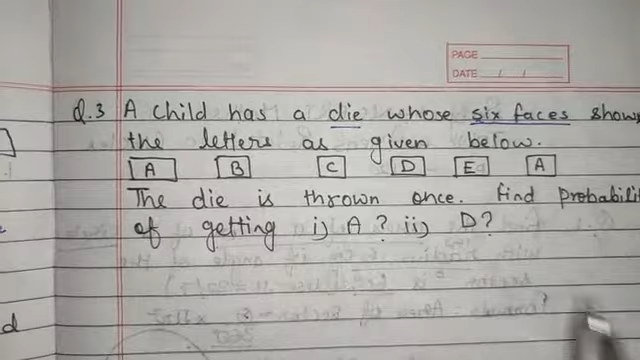 PAGE
DATE / /
Q.3 A child has a die whose six faces shows
the letters as given below.
A B C D E A
The die is thrown once. find probabili
of getting i) A ? ii) D?
d